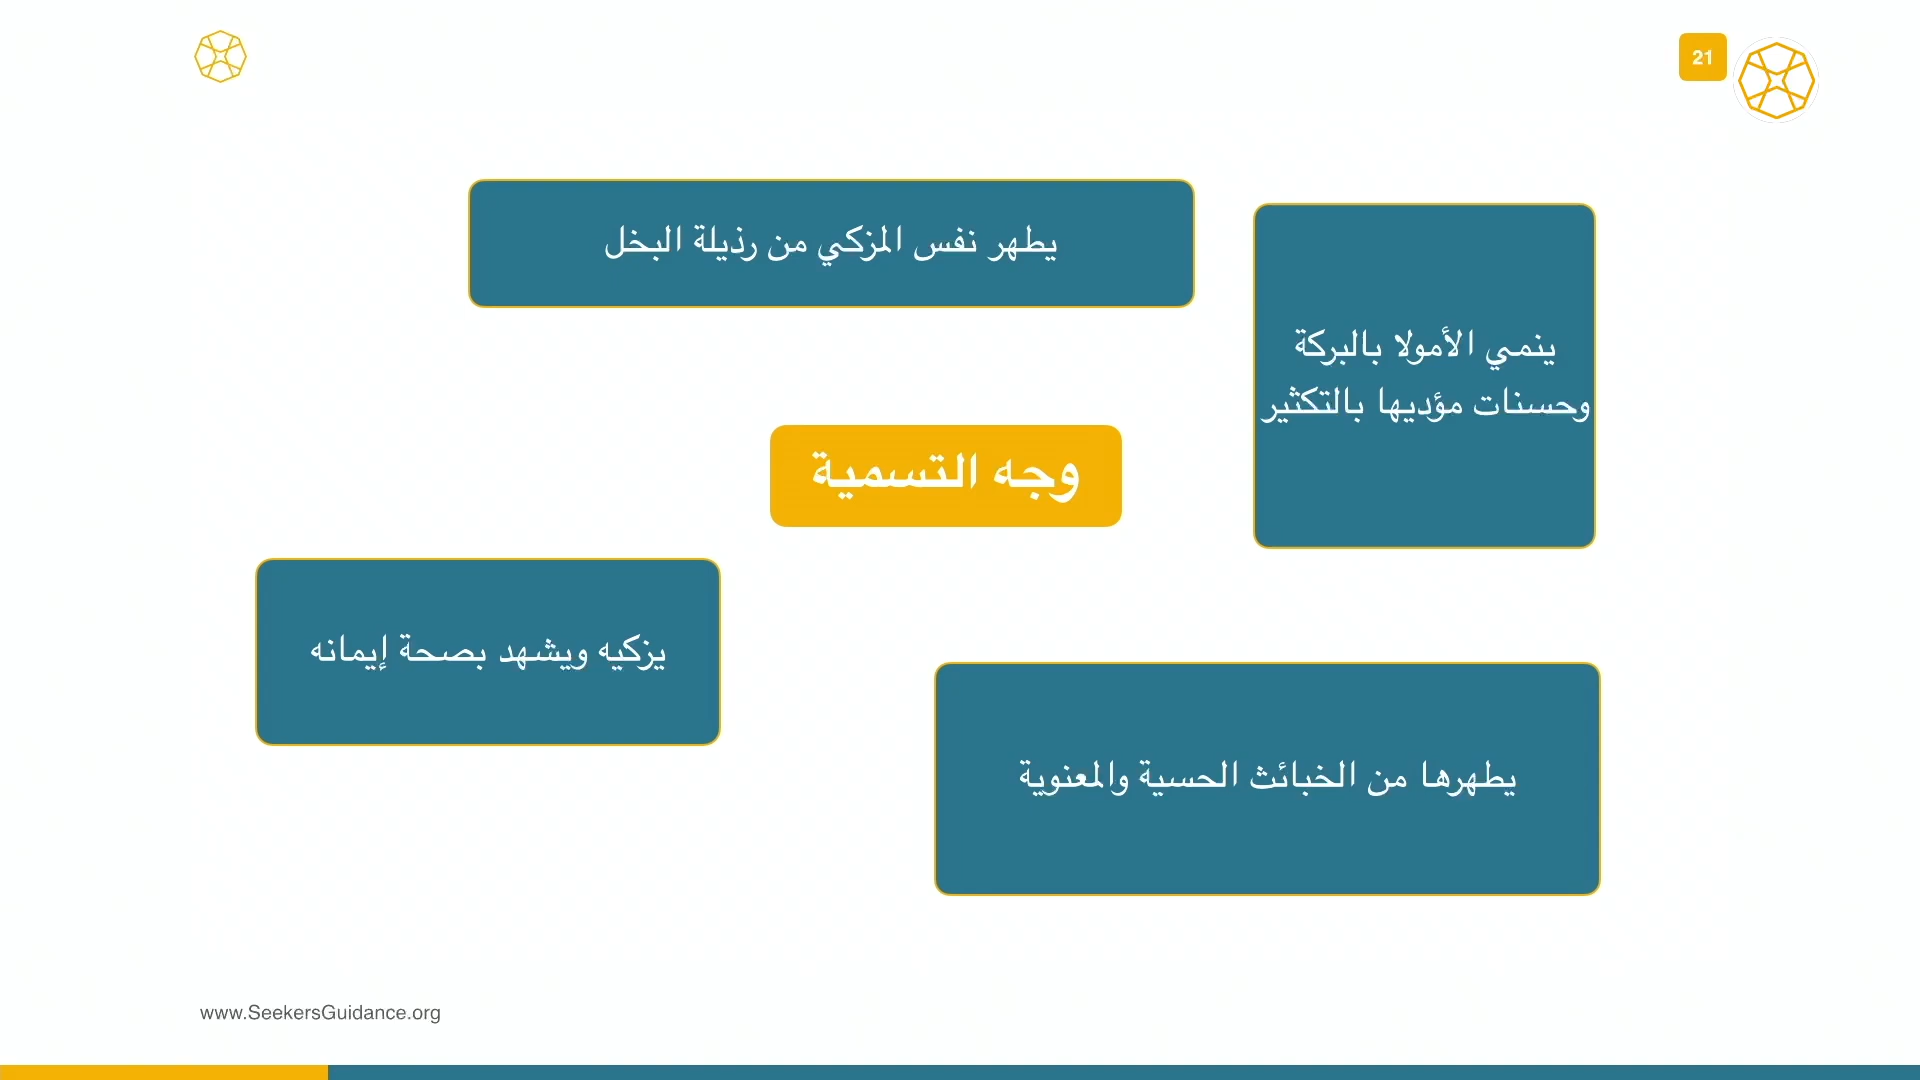 21
يطهر نفس المزكي من رذيلة البخل
ينمي الأمولا بالبركة
وحسنات مؤديها بالتكثير
وجه التسمية
يزكيه ويشهد بصحة إيمانه
يطهرها من الخبائث الحسية والمعنوية
www.SeekersGuidance.org